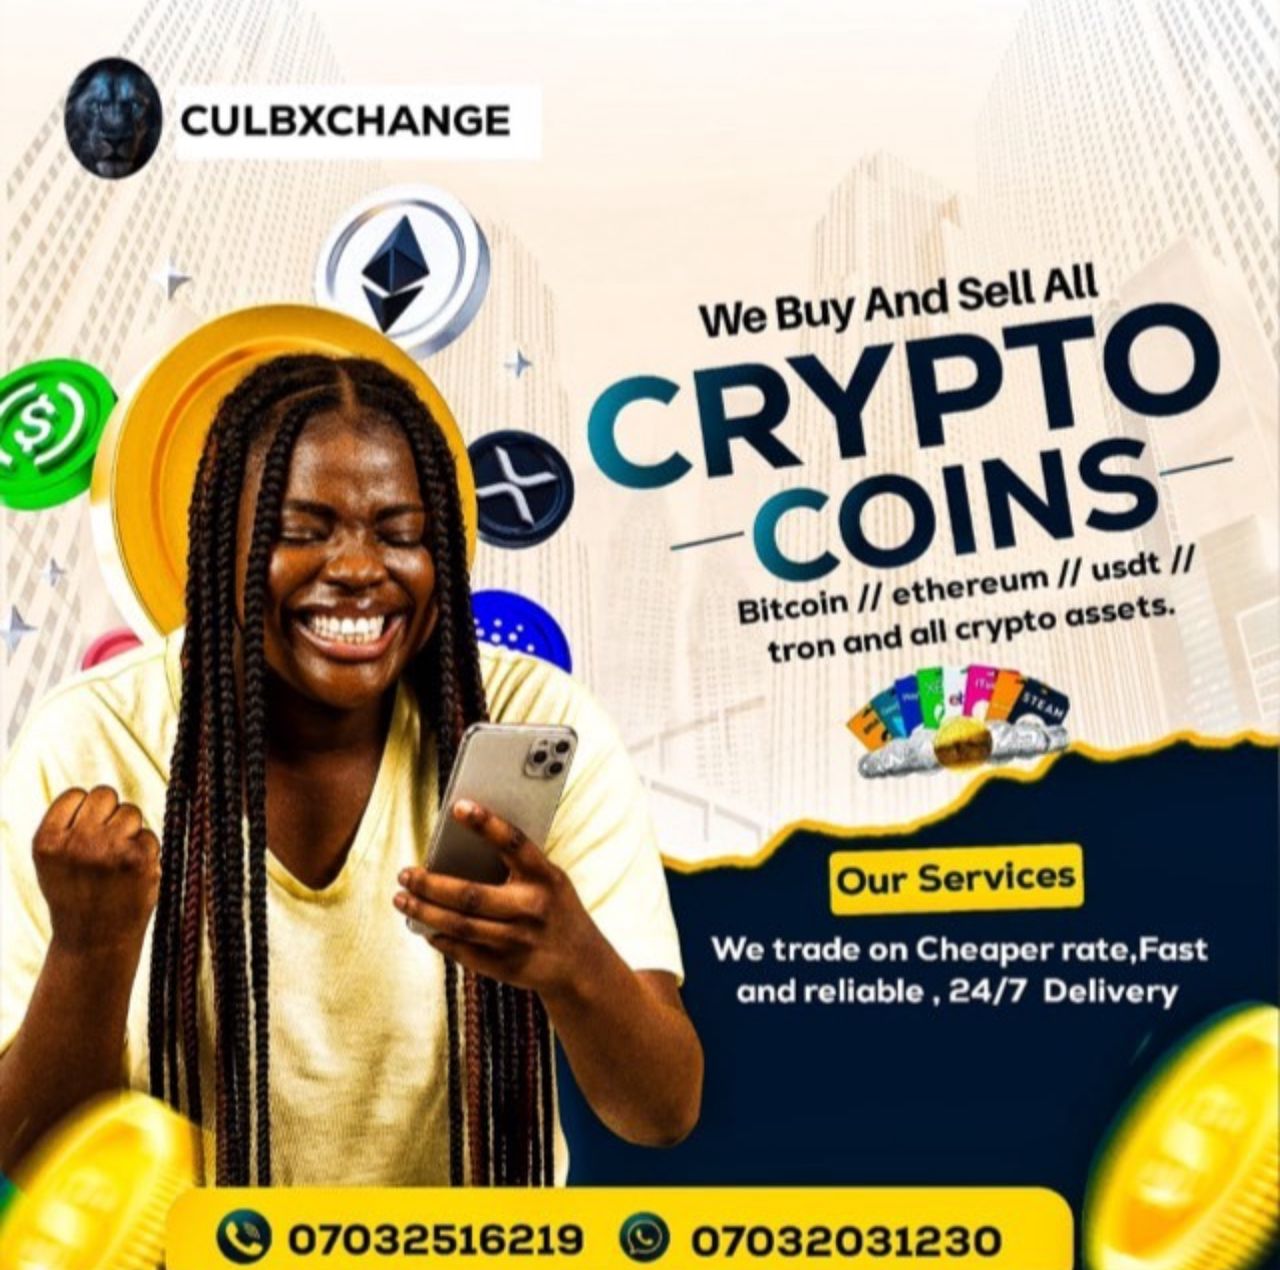 CULBXCHANGE
We Buy And Sell All
CRYPTO
COINS
Bitcoin // ethereum // usdt //
tron and all crypto assets.
STEAM
Our Services
We trade on Cheaper rate,Fast
and reliable , 24/7 Delivery
07032516219 07032031230